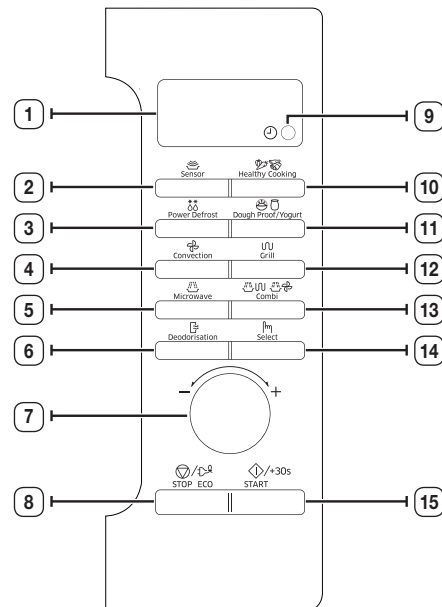 1
9
Sensor Healthy Cooking
2
10
Power Defrost Dough Proof/Yogurt
3
11
Convection Grill
4
12
Microwave Combi
5
13
Deodorisation Select
6
14
− +
7
/ /+30s
STOP ECO START
8
15